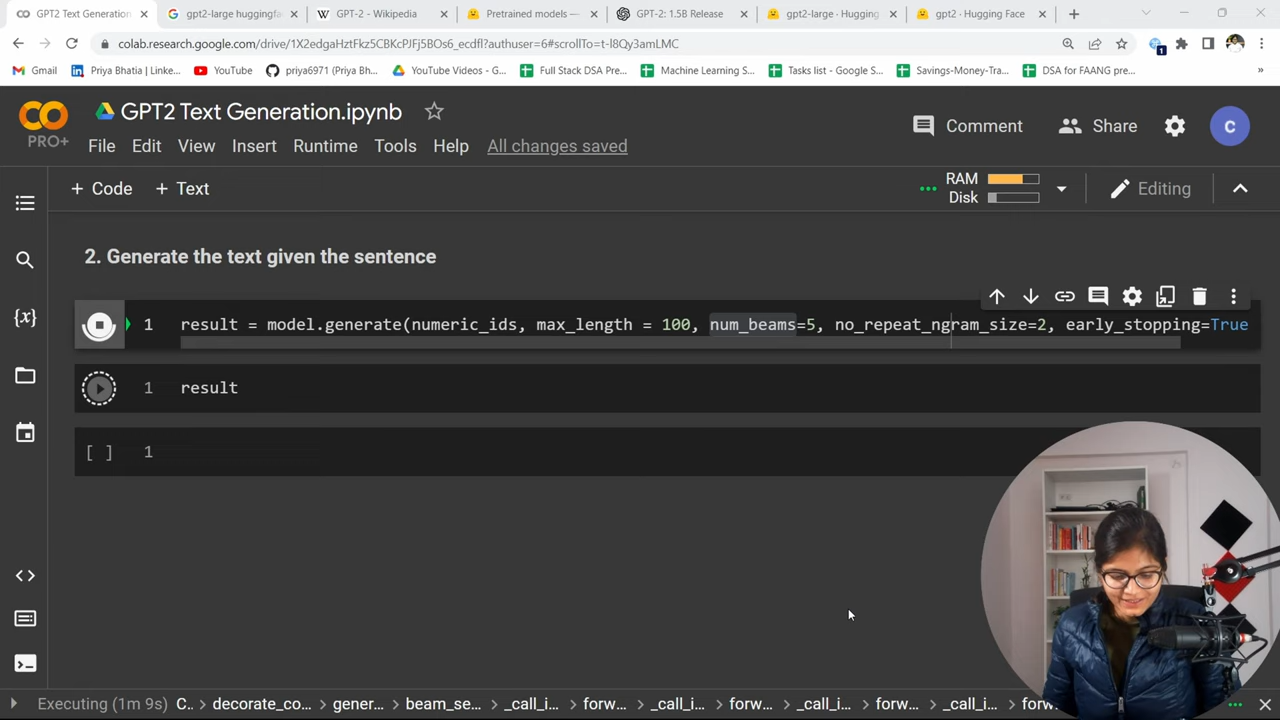 GPT2 Text Generation
gpt2-large huggingfa
GPT-2 - Wikipedia
Pretrained models —
GPT-2: 1.5B Release
gpt2-large · Hugging
gpt2 · Hugging Face
colab.research.google.com/drive/1X2edgaHztFkz5CBKcPJFj5BOs6_ecdfl?authuser=6#scrollTo=t-l8Qy3amLMC
1
Gmail
Priya Bhatia | Linke...
YouTube
priya6971 (Priya Bh...
YouTube Videos - G...
Full Stack DSA Pre...
Machine Learning S...
Tasks list - Google S...
Savings-Money-Tra...
DSA for FAANG pre...
»
CO
PRO+
GPT2 Text Generation.ipynb
File Edit View Insert Runtime Tools Help All changes saved
Comment
Share
C
+ Code + Text
RAM
Disk
Editing
2. Generate the text given the sentence
1 result = model.generate(numeric_ids, max_length = 100, num_beams=5, no_repeat_ngram_size=2, early_stopping=True
{x}
1 result
[ ] 1
Executing (1m 9s) C.. > decorate_co... > gener... > beam_se... > _call_i... > forw... > _call_i... > forw... > _call_i... > forw... > _call_i... > forw